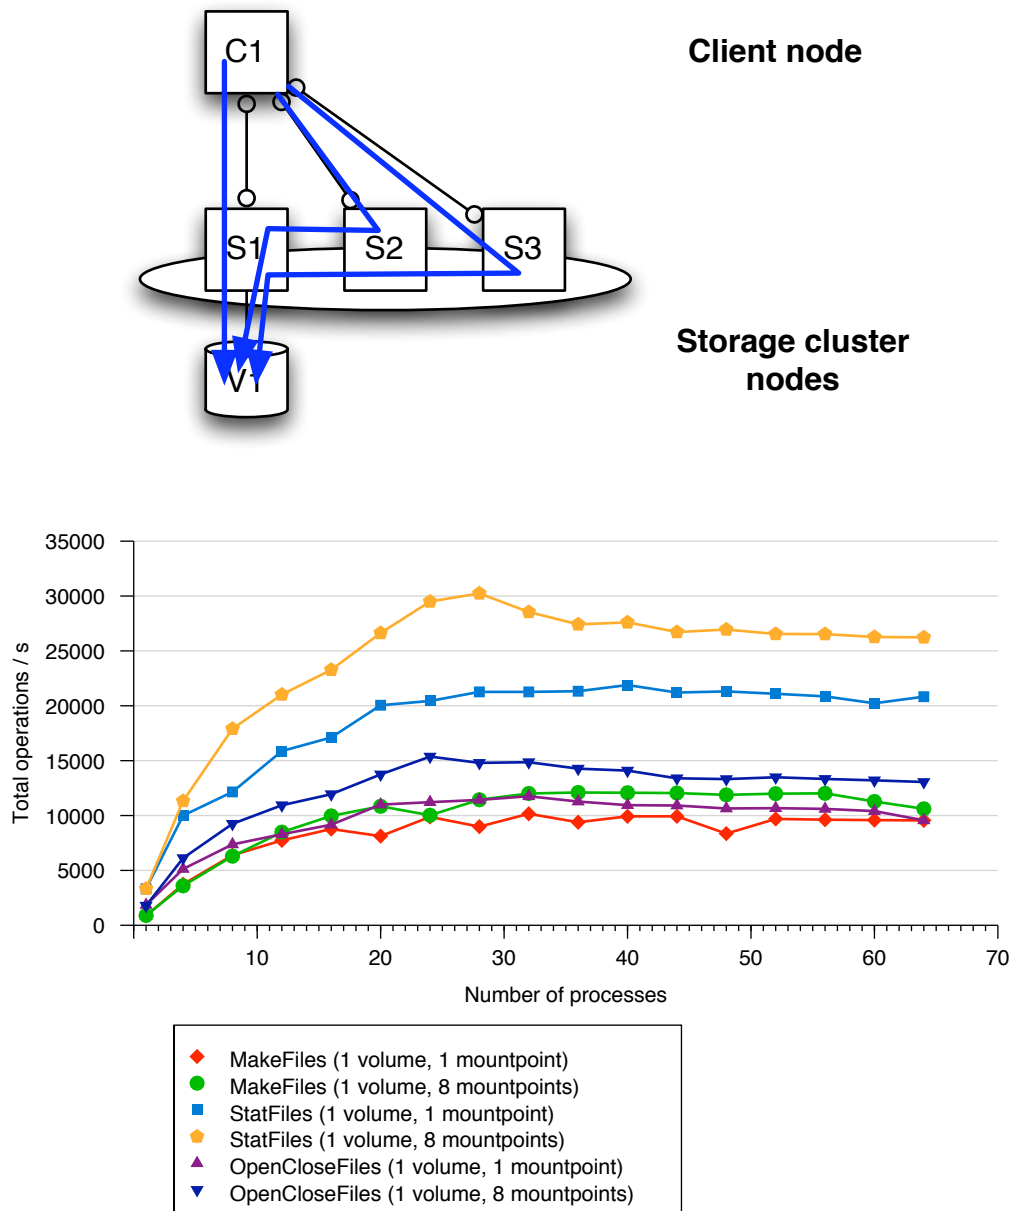 C1
Client node
S1
S2
S3
Storage cluster
nodes
V1
35000
30000
25000
20000
15000
10000
5000
0
Total operations / s
10
20
30
40
50
60
70
Number of processes
MakeFiles (1 volume, 1 mountpoint)
MakeFiles (1 volume, 8 mountpoints)
StatFiles (1 volume, 1 mountpoint)
StatFiles (1 volume, 8 mountpoints)
OpenCloseFiles (1 volume, 1 mountpoint)
OpenCloseFiles (1 volume, 8 mountpoints)